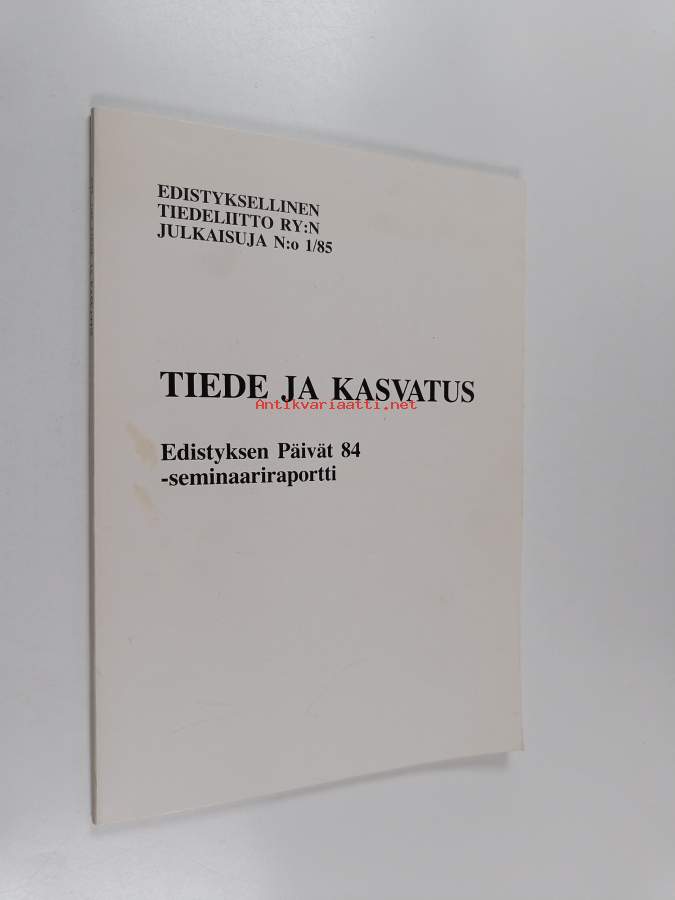 EDISTYKSELLINEN
TIEDELIITTO RY:N
JULKAISUJA N:o 1/85
TIEDE JA KASVATUS
Antikvariaatti.net
Edistyksen Päivät 84
-seminaariraportti